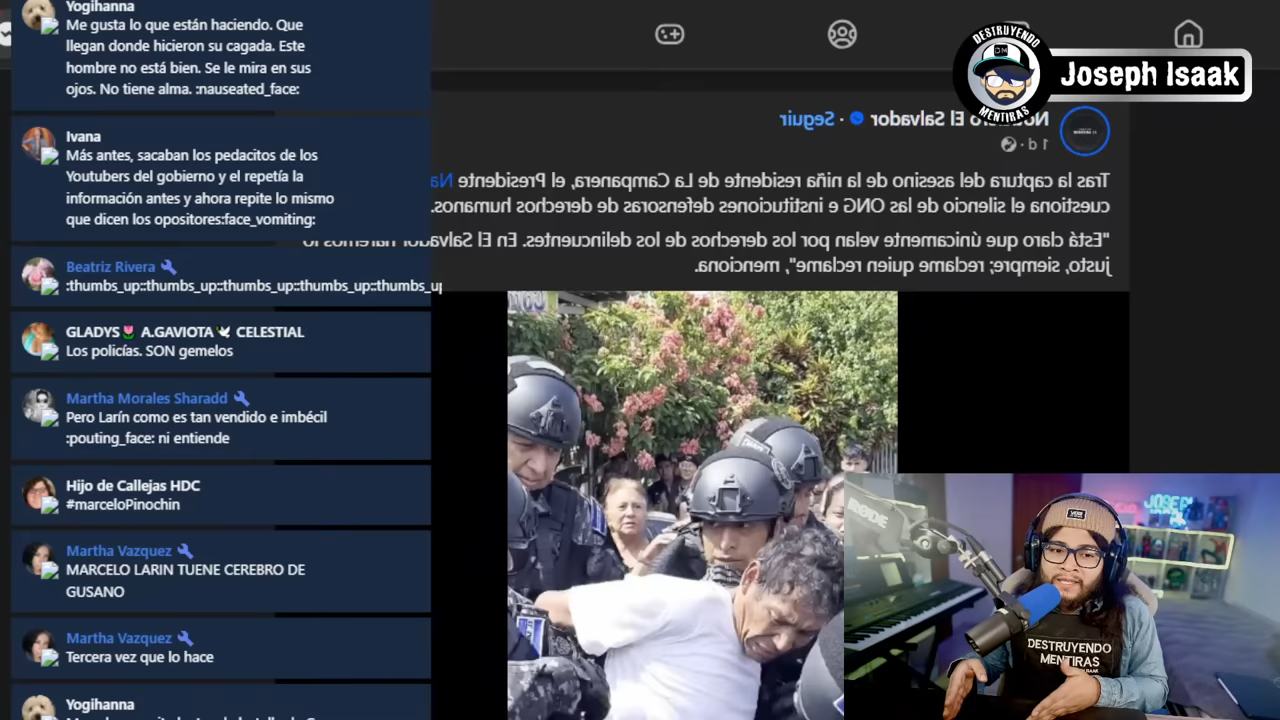 Yogihanna
Me gusta lo que están haciendo. Que
llegan donde hicieron su cagada. Este
hombre no está bien. Se le mira en sus
ojos. No tiene alma. :nauseated_face:
Ivana
Más antes, sacaban los pedacitos de los
Youtubers del gobierno y el repetía la
información antes y ahora repite lo mismo
que dicen los opositores:face_vomiting:
Beatriz Rivera
:thumbs_up::thumbs_up::thumbs_up::thumbs_up::thumbs_up
GLADYS🌷 A.GAVIOTA🕊 CELESTIAL
Los policías. SON gemelos
Martha Morales Sharadd
Pero Larín como es tan vendido e imbécil
:pouting_face: ni entiende
Hijo de Callejas HDC
#marceloPinochin
Martha Vazquez
MARCELO LARIN TUENE CEREBRO DE
GUSANO
Martha Vazquez
Tercera vez que lo hace
Yogihanna
DESTRUYENDO
DM
MENTIRAS
Joseph Isaak
El Salvador · Seguir
1 d ·
Tras la captura del asesino de la niña residente de La Campanera, el Presidente Na
cuestiona el silencio de las ONG e instituciones defensoras de derechos humanos.
"Está claro que únicamente velan por los derechos de los delincuentes. En El Salvador haremos lo
justo, siempre; reclame quien reclame", menciona.
RØDE
JOSEPH
DESTRUYENDO
MENTIRAS